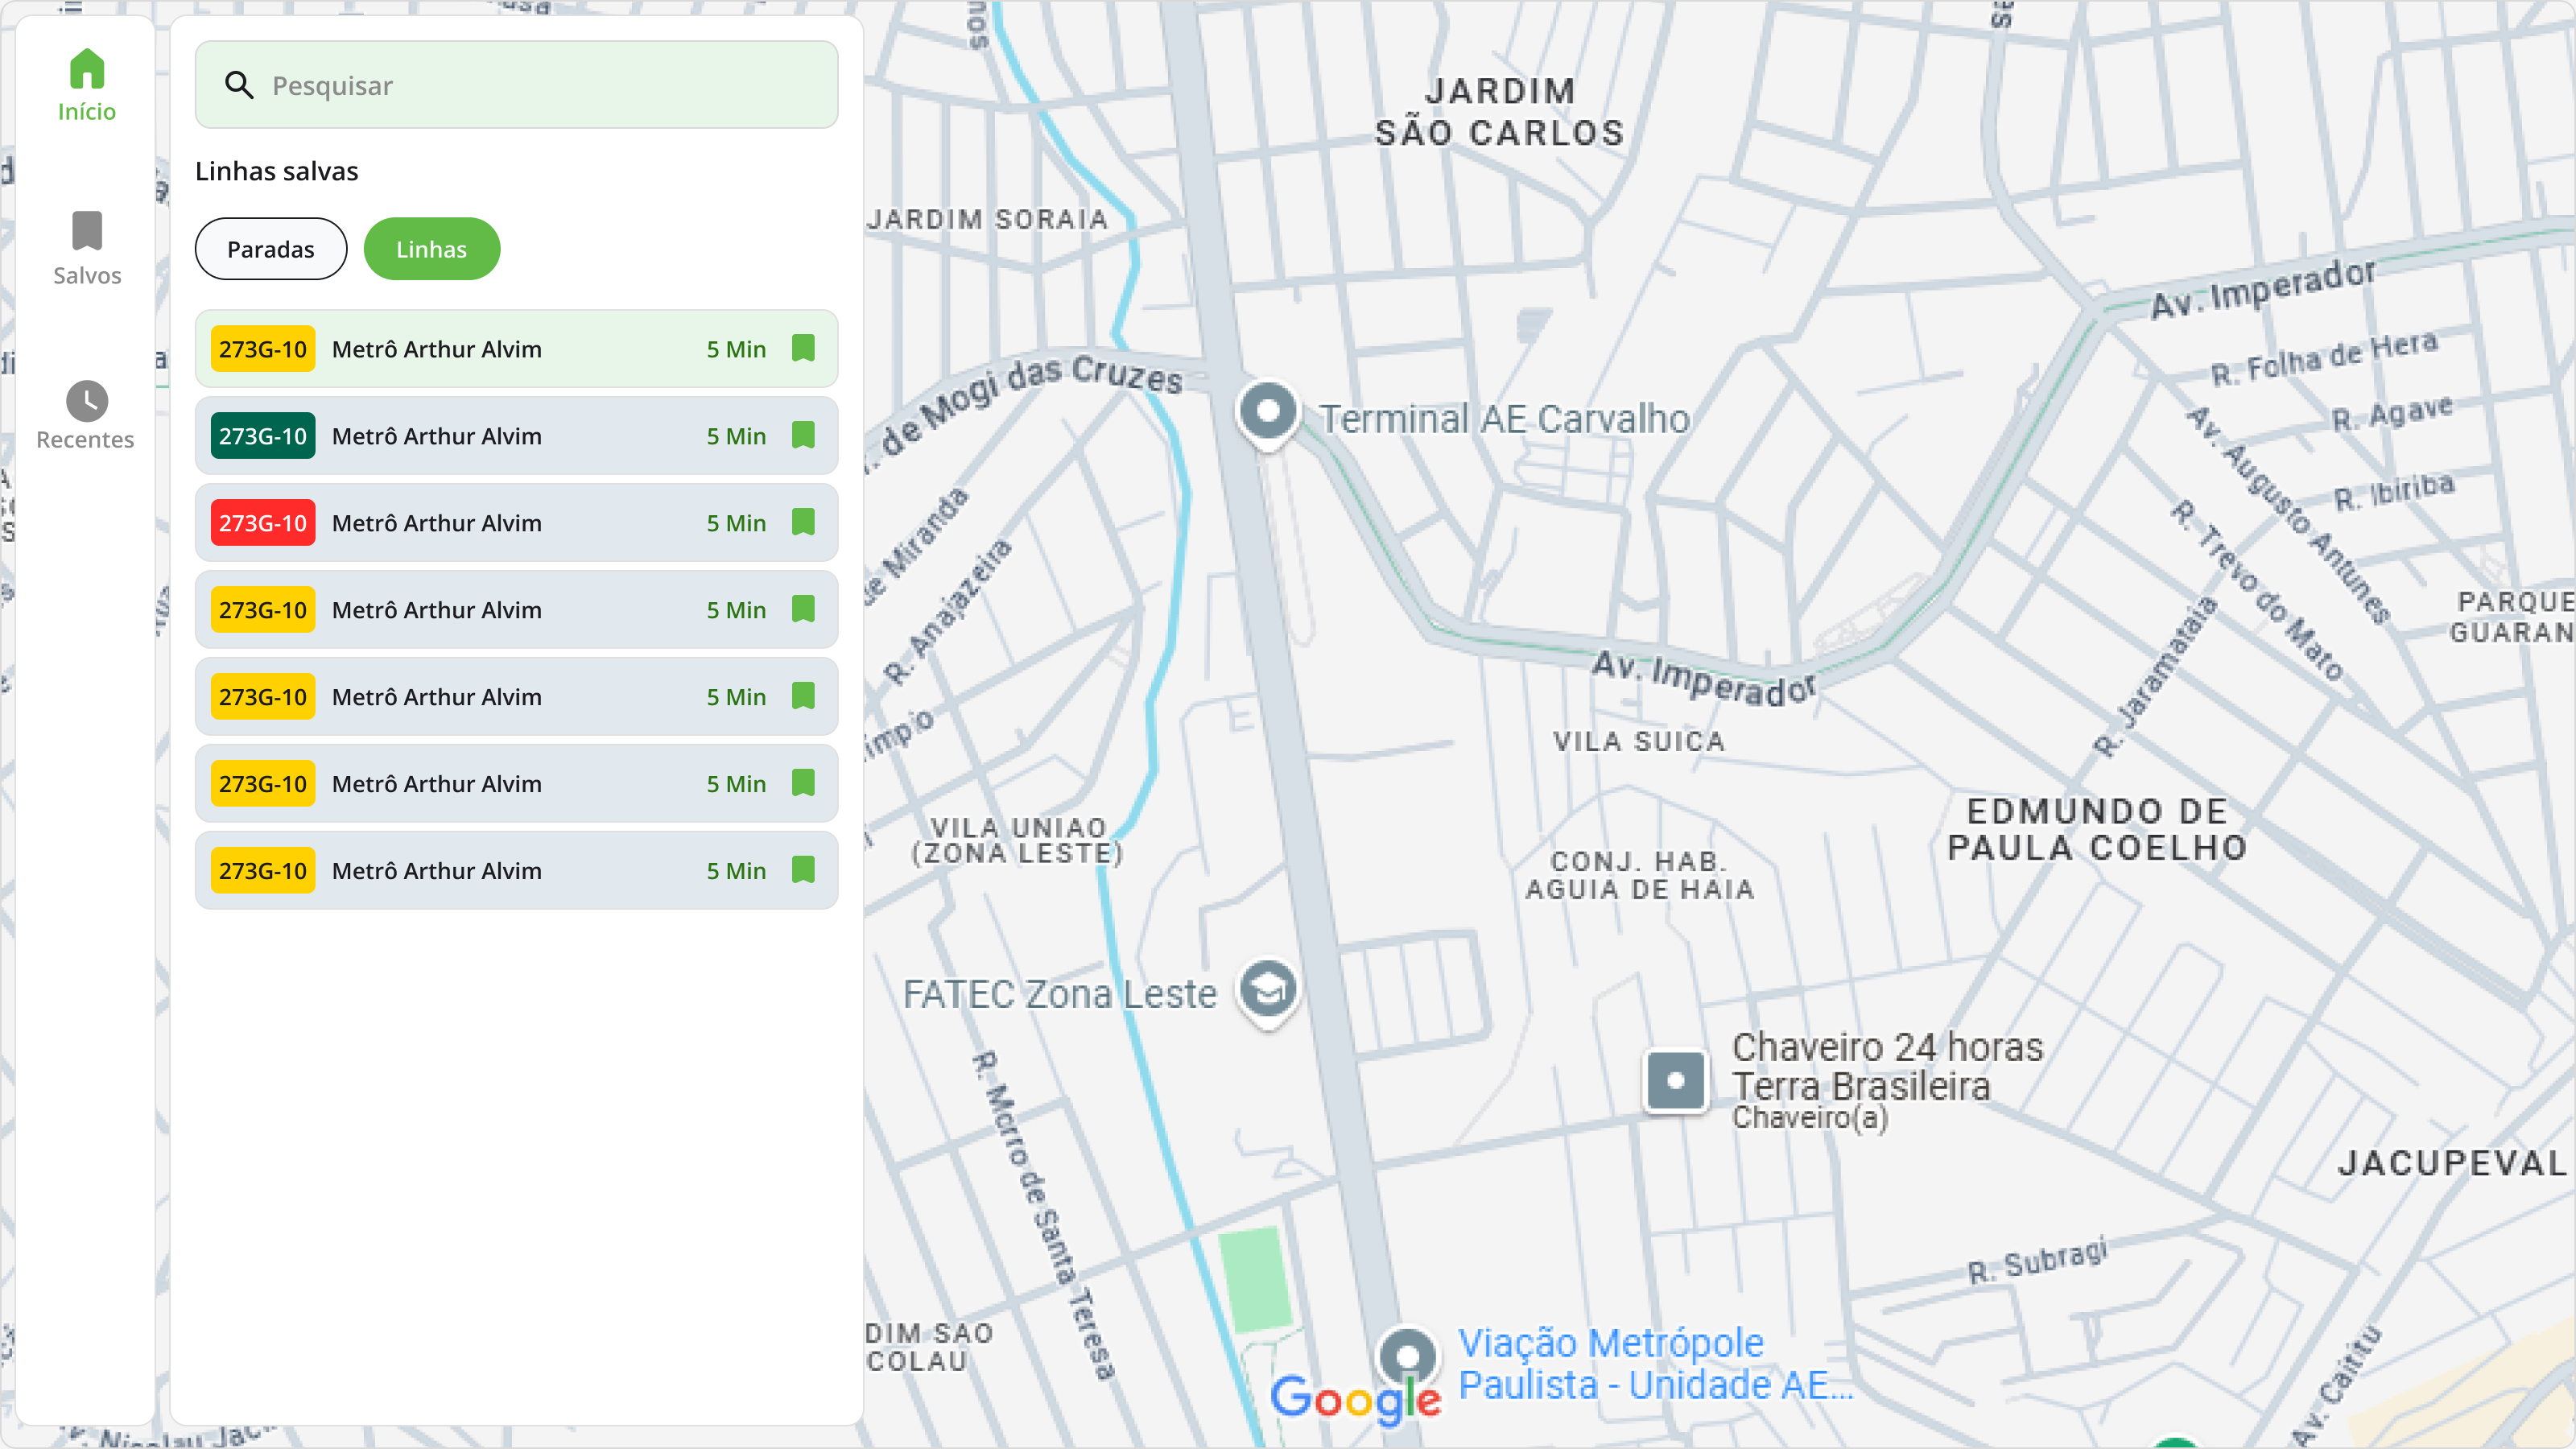 Início
Salvos
Recentes
Pesquisar
Linhas salvas
Paradas
Linhas
273G-10 Metrô Arthur Alvim 5 Min
273G-10 Metrô Arthur Alvim 5 Min
273G-10 Metrô Arthur Alvim 5 Min
273G-10 Metrô Arthur Alvim 5 Min
273G-10 Metrô Arthur Alvim 5 Min
273G-10 Metrô Arthur Alvim 5 Min
273G-10 Metrô Arthur Alvim 5 Min
JARDIM
SÃO CARLOS
JARDIM SORAIA
Av. Imperador
R. Folha de Hera
de Mogi das Cruzes
Terminal AE Carvalho
R. Agave
Av. Augusto Antunes
R. Ibiriba
de Miranda
R. Anajazeira
R. Trevo do Mato
PARQUE
GUARAN
R. Jaramataia
Av. Imperador
VILA SUICA
EDMUNDO DE
PAULA COELHO
VILA UNIAO
(ZONA LESTE)
CONJ. HAB.
AGUIA DE HAIA
FATEC Zona Leste
Chaveiro 24 horas
Terra Brasileira
Chaveiro(a)
R. Morro de Santa Teresa
JACUPEVAL
R. Subragi
DIM SAO
COLAU
Viação Metrópole
Paulista - Unidade AE...
Google
Av. Caititu